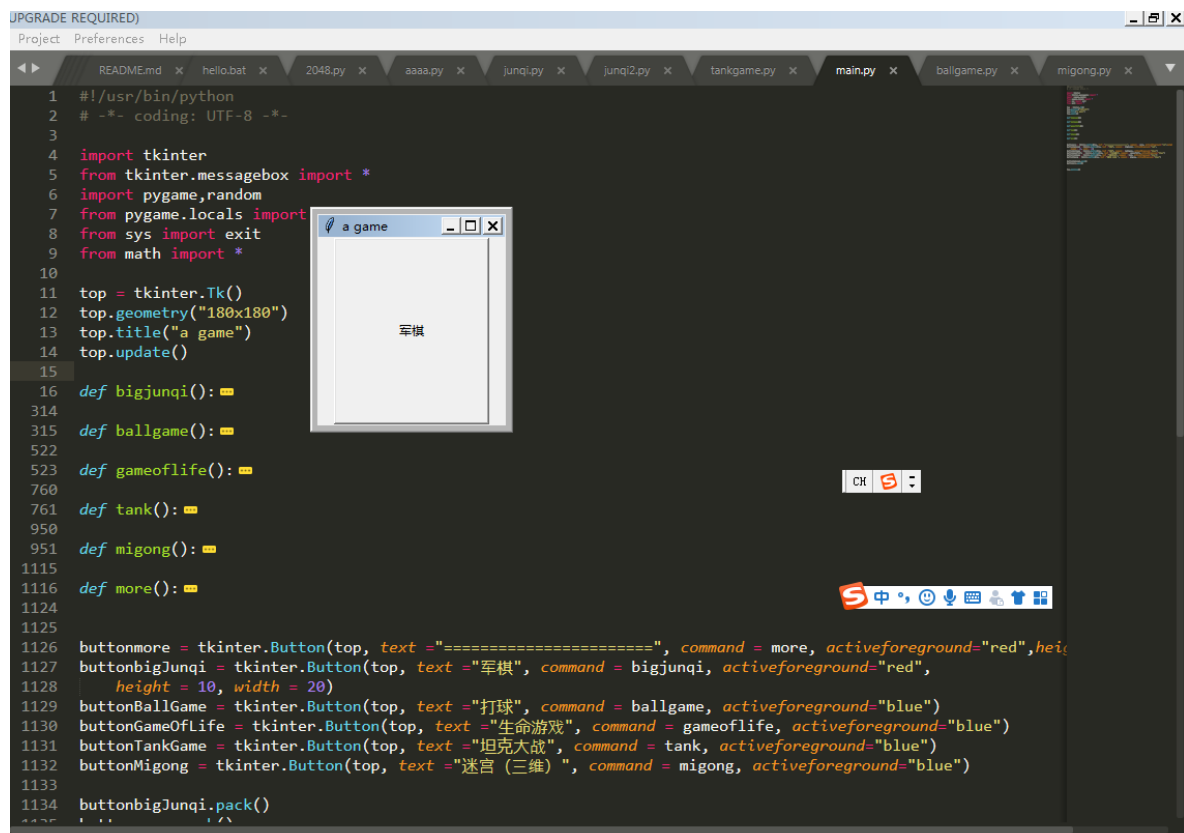 UPGRADE REQUIRED)
Project Preferences Help
README.md hello.bat 2048.py aaaa.py junqi.py junqi2.py tankgame.py main.py ballgame.py migong.py
1 #!/usr/bin/python
2 # -*- coding: UTF-8 -*-
3
4 import tkinter
5 from tkinter.messagebox import *
6 import pygame,random
7 from pygame.locals import
8 from sys import exit
9 from math import *
10
11 top = tkinter.Tk()
12 top.geometry("180x180")
13 top.title("a game")
14 top.update()
15
16 def bigjunqi():
314
315 def ballgame():
522
523 def gameoflife():
760
761 def tank():
950
951 def migong():
1115
1116 def more():
1124
1125
1126 buttonmore = tkinter.Button(top, text ="=======================", command = more, activeforeground="red",heig
1127 buttonbigJunqi = tkinter.Button(top, text ="军棋", command = bigjunqi, activeforeground="red",
1128 height = 10, width = 20)
1129 buttonBallGame = tkinter.Button(top, text ="打球", command = ballgame, activeforeground="blue")
1130 buttonGameOfLife = tkinter.Button(top, text ="生命游戏", command = gameoflife, activeforeground="blue")
1131 buttonTankGame = tkinter.Button(top, text ="坦克大战", command = tank, activeforeground="blue")
1132 buttonMigong = tkinter.Button(top, text ="迷宫（三维）", command = migong, activeforeground="blue")
1133
1134 buttonbigJunqi.pack()
a game
军棋
CH S
S 中